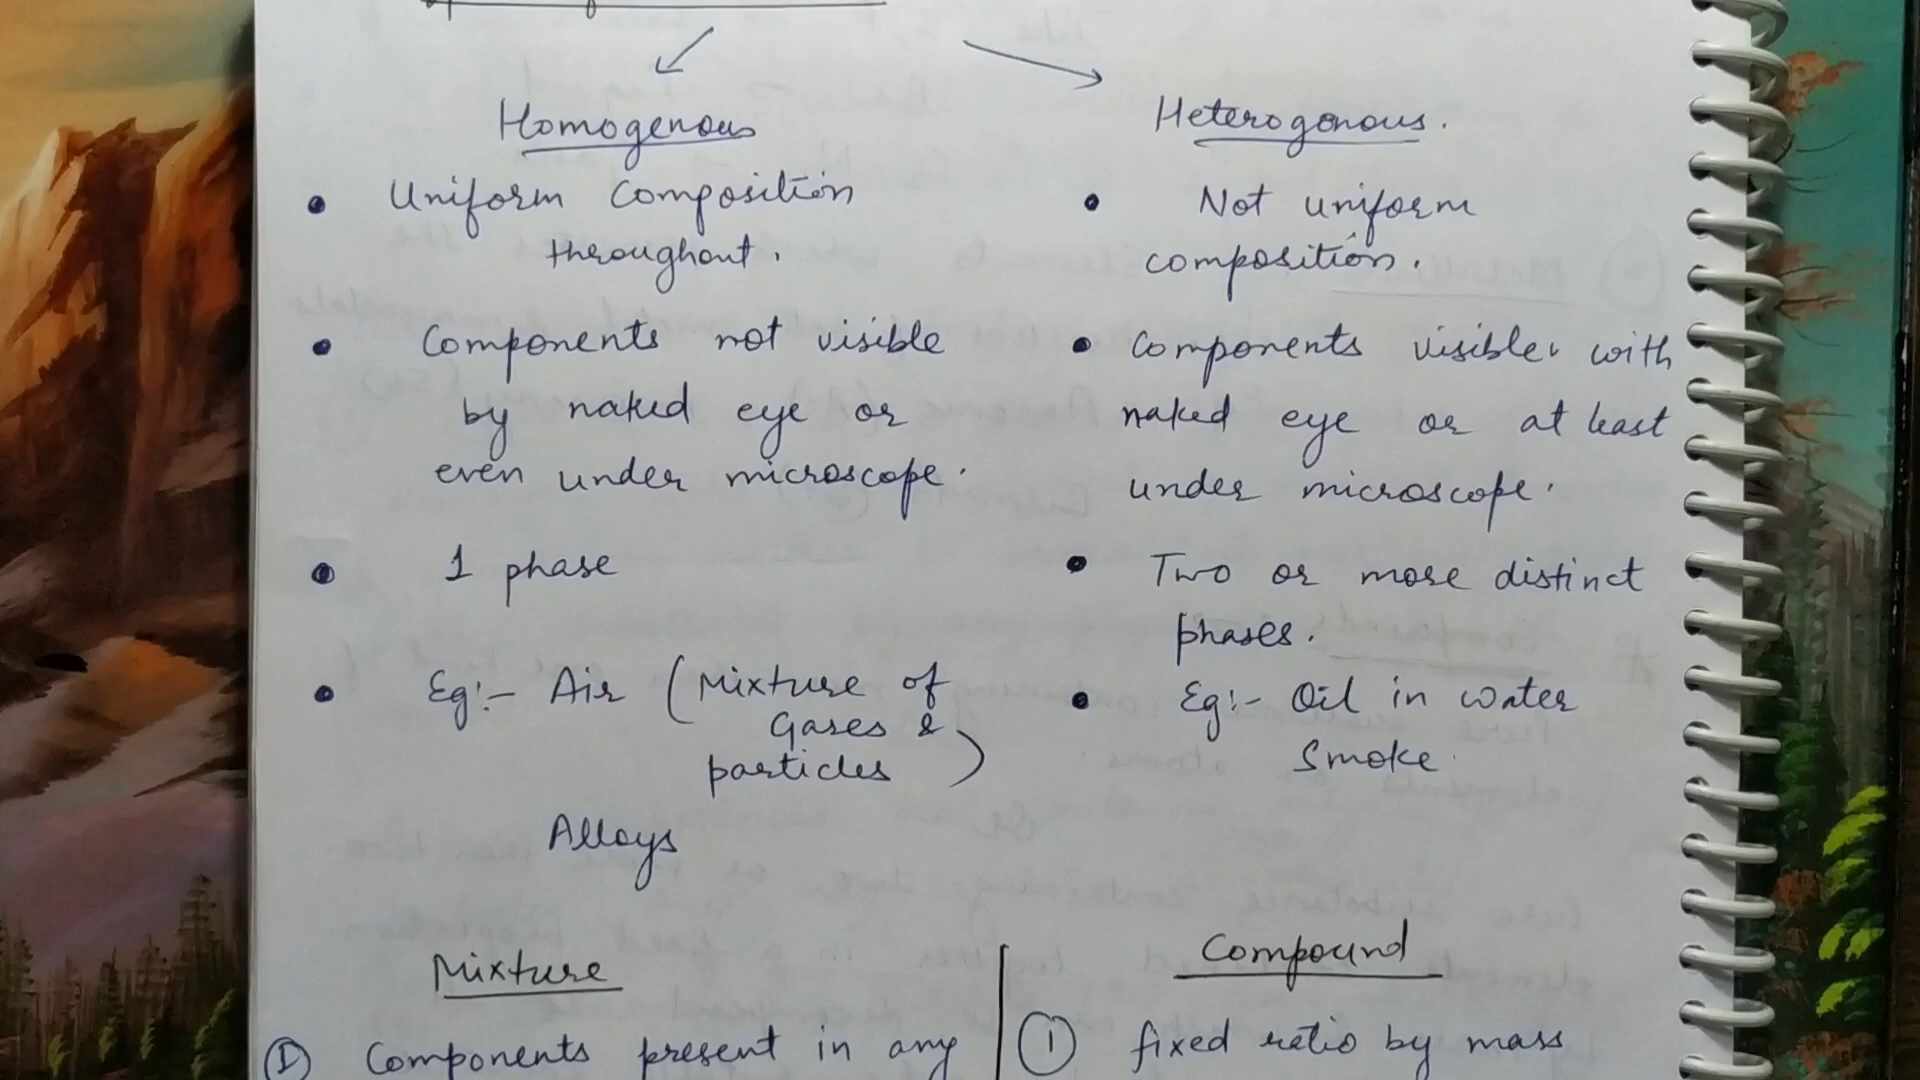 Homogenous
• Uniform Composition
throughout.
• Components not visible
by naked eye or
even under microscope.
• 1 phase
• Eg:- Air (Mixture of
Gases &
particles)
Alloys
Heterogonous.
• Not uniform
composition.
• Components visible with
naked eye or at least
under microscope.
• Two or more distinct
phases.
• Eg:- Oil in water
Smoke.
Mixture
① Components present in any
Compound
① fixed ratio by mass